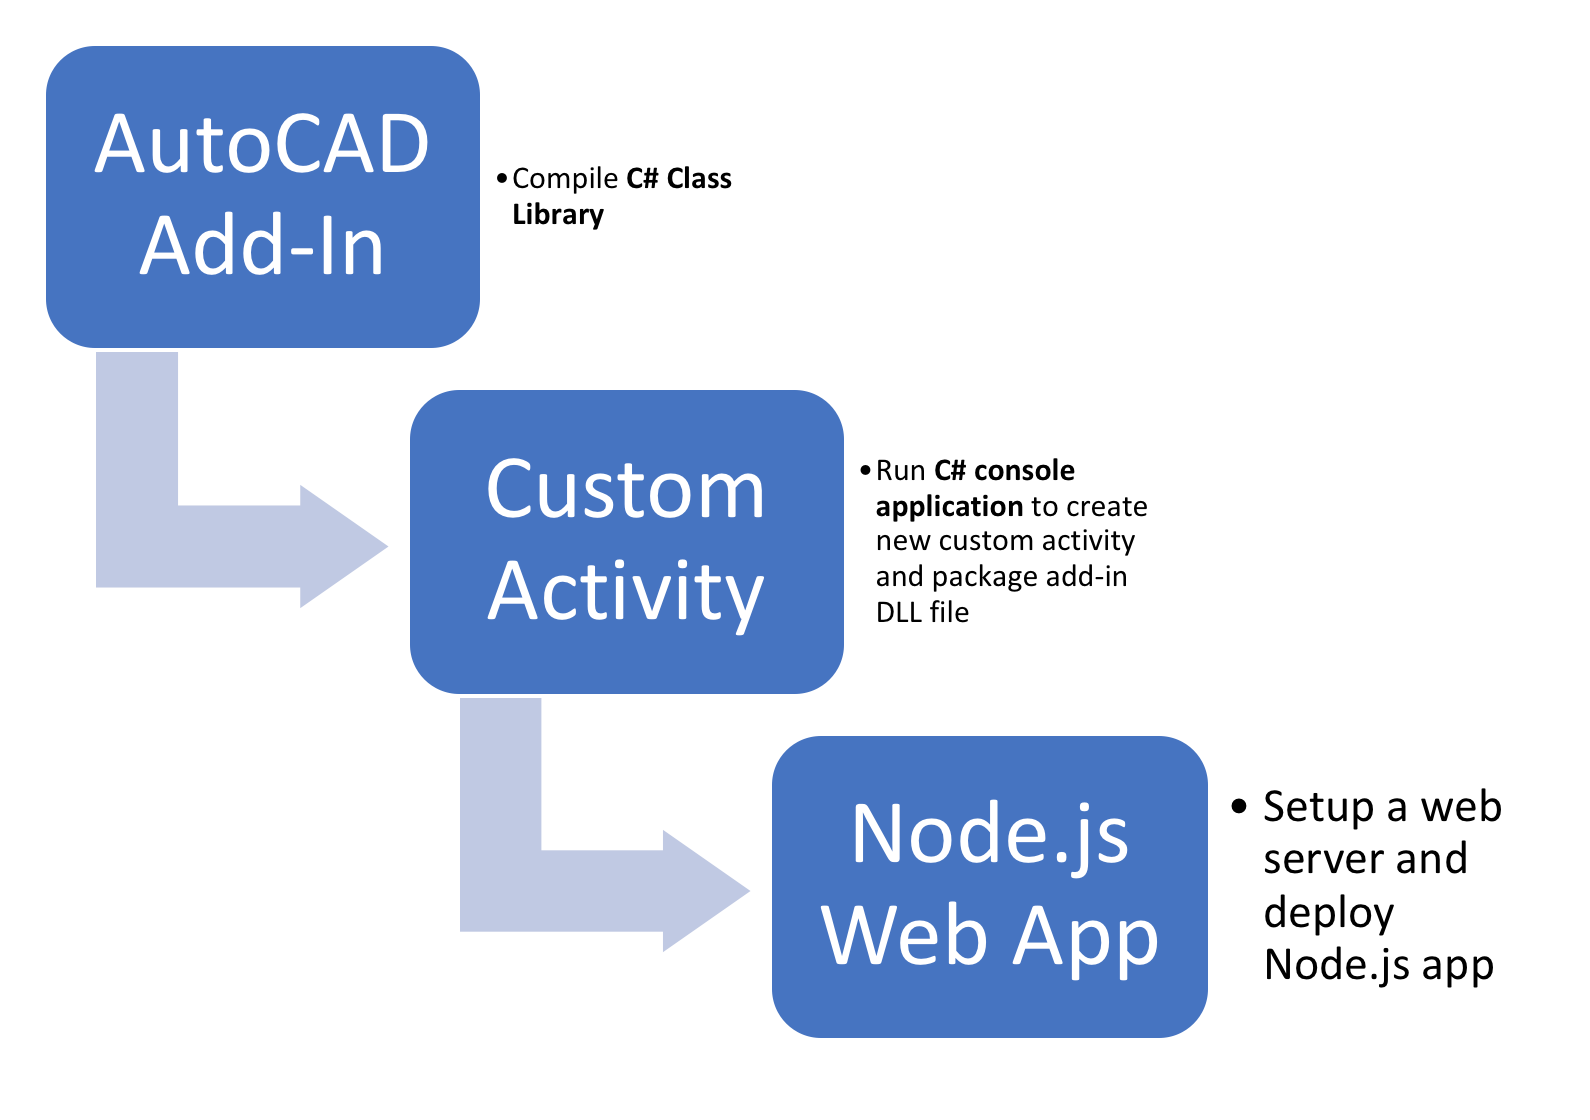 AutoCAD
Add-In
•Compile C# Class
Library
Custom
Activity
•Run C# console
application to create
new custom activity
and package add-in
DLL file
Node.js
Web App
• Setup a web
server and
deploy
Node.js app